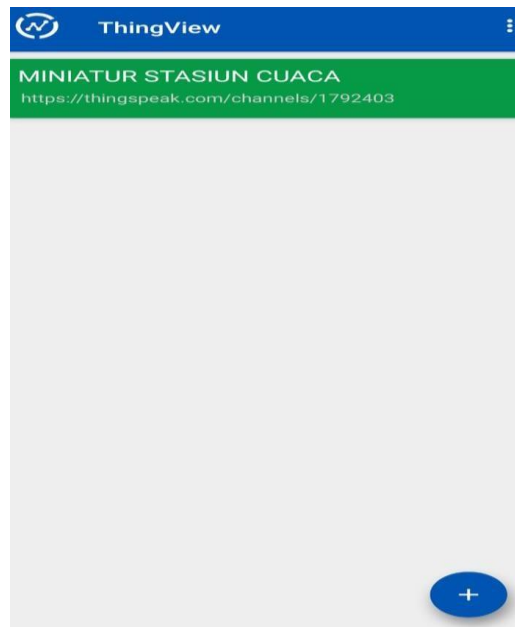 ThingView
MINIATUR STASIUN CUACA
https://thingspeak.com/channels/1792403
+